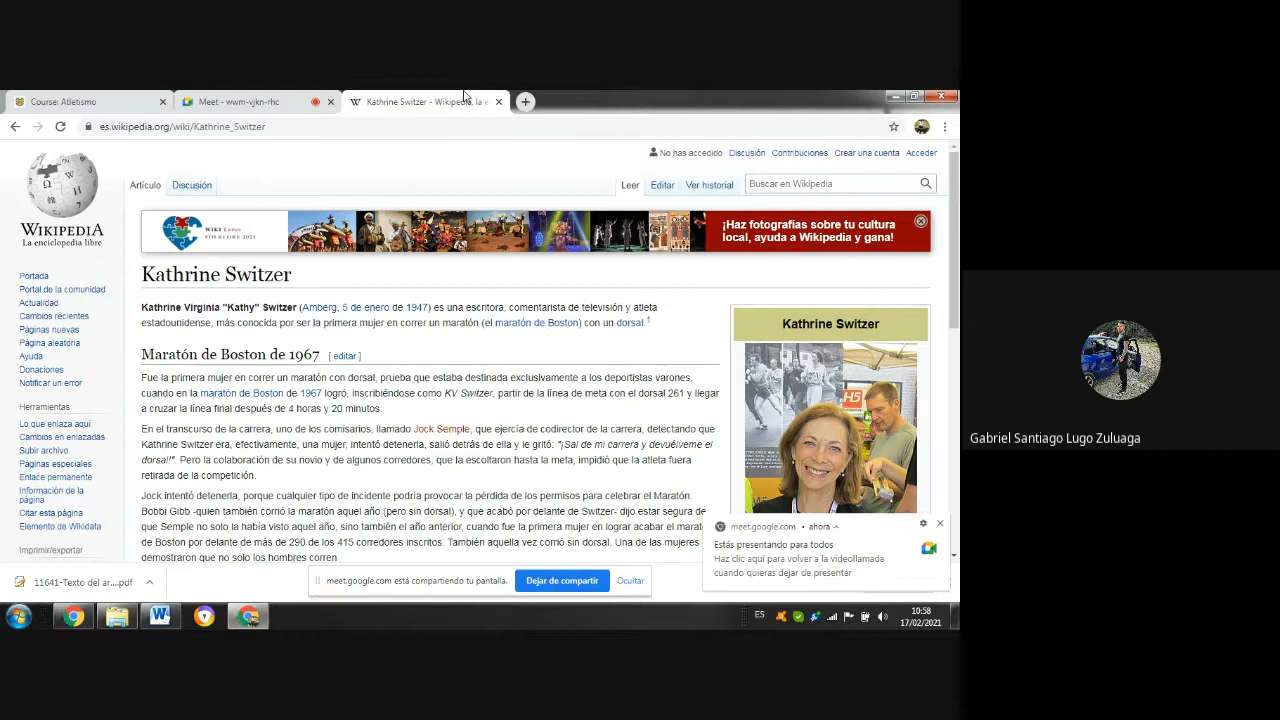 Course: Atletismo
Meet - wwm-vjkn-rhc
Kathrine Switzer - Wikipedia, la e
es.wikipedia.org/wiki/Kathrine_Switzer
No has accedido Discusión Contribuciones Crear una cuenta Acceder
Artículo Discusión Leer Editar Ver historial Buscar en Wikipedia
WIKIPEDIA
La enciclopedia libre
WIKI Loves
FOLKLORE 2021
¡Haz fotografías sobre tu cultura
local, ayuda a Wikipedia y gana!
Portada
Portal de la comunidad
Actualidad
Cambios recientes
Páginas nuevas
Página aleatoria
Ayuda
Donaciones
Notificar un error
Herramientas
Lo que enlaza aquí
Cambios en enlazadas
Subir archivo
Páginas especiales
Enlace permanente
Información de la
página
Citar esta página
Elemento de Wikidata
Imprimir/exportar
Kathrine Switzer
Kathrine Virginia "Kathy" Switzer (Amberg, 5 de enero de 1947) es una escritora, comentarista de televisión y atleta
estadounidense, más conocida por ser la primera mujer en correr un maratón (el maratón de Boston) con un dorsal.1
Maratón de Boston de 1967 [ editar ]
Fue la primera mujer en correr un maratón con dorsal, prueba que estaba destinada exclusivamente a los deportistas varones,
cuando en la maratón de Boston de 1967 logró, inscribiéndose como KV Switzer, partir de la línea de meta con el dorsal 261 y llegar
a cruzar la línea final después de 4 horas y 20 minutos.
En el transcurso de la carrera, uno de los comisarios, llamado Jock Semple, que ejercía de codirector de la carrera, detectando que
Kathrine Switzer era, efectivamente, una mujer, intentó detenerla, salió detrás de ella y le gritó: "¡Sal de mi carrera y devuéiveme el
dorsal!". Pero la colaboración de su novio y de algunos corredores, que la escoltaron hasta la meta, impidió que la atleta fuera
retirada de la competición.
Jock intentó detenerla, porque cualquier tipo de incidente podría provocar la pérdida de los permisos para celebrar el Maratón.
Bobbi Gibb -quien también corrió la maratón aquel año (pero sin dorsal), y que acabó por delante de Switzer- dijo estar segura de
que Semple no solo la había visto aquel año, sino también el año anterior, cuando fue la primera mujer en lograr acabar el marat
de Boston por delante de más de 290 de los 415 corredores inscritos. También aquella vez corrió sin dorsal. Una de las mujeres
demostraron que no solo los hombres corren
Kathrine Switzer
H5
meet.google.com • ahora
Estás presentando para todos
Haz clic aquí para volver a la videollamada
cuando quieras dejar de presentar
11641-Texto del ar....pdf
meet.google.com está compartiendo tu pantalla. Dejar de compartir Ocultar
ES
10:58
17/02/2021
Gabriel Santiago Lugo Zuluaga